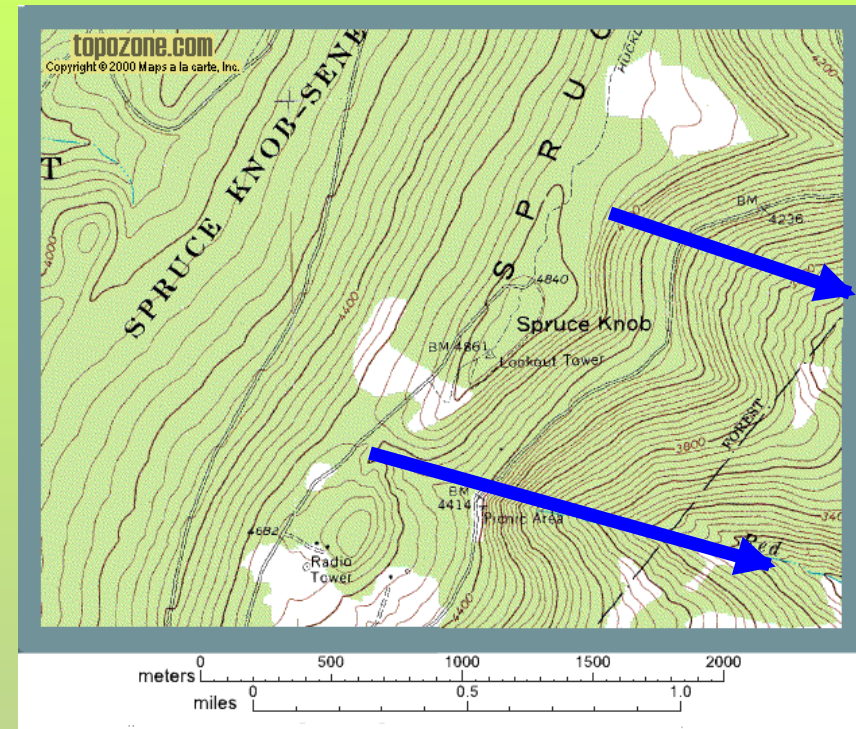 topozone.com
Copyright © 2000 Maps a la carte, Inc.
SPRUCE KNOB-SENE
HUCKL
4200
T
SPRUC
BM
4236
4000
4840
4400
Spruce Knob
BM 4861
Lookout Tower
FOREST
3800
BM
4414
Picnic Area
4682
Radio
Tower
Red
340
4400
meters 0 500 1000 1500 2000
miles 0 0.5 1.0